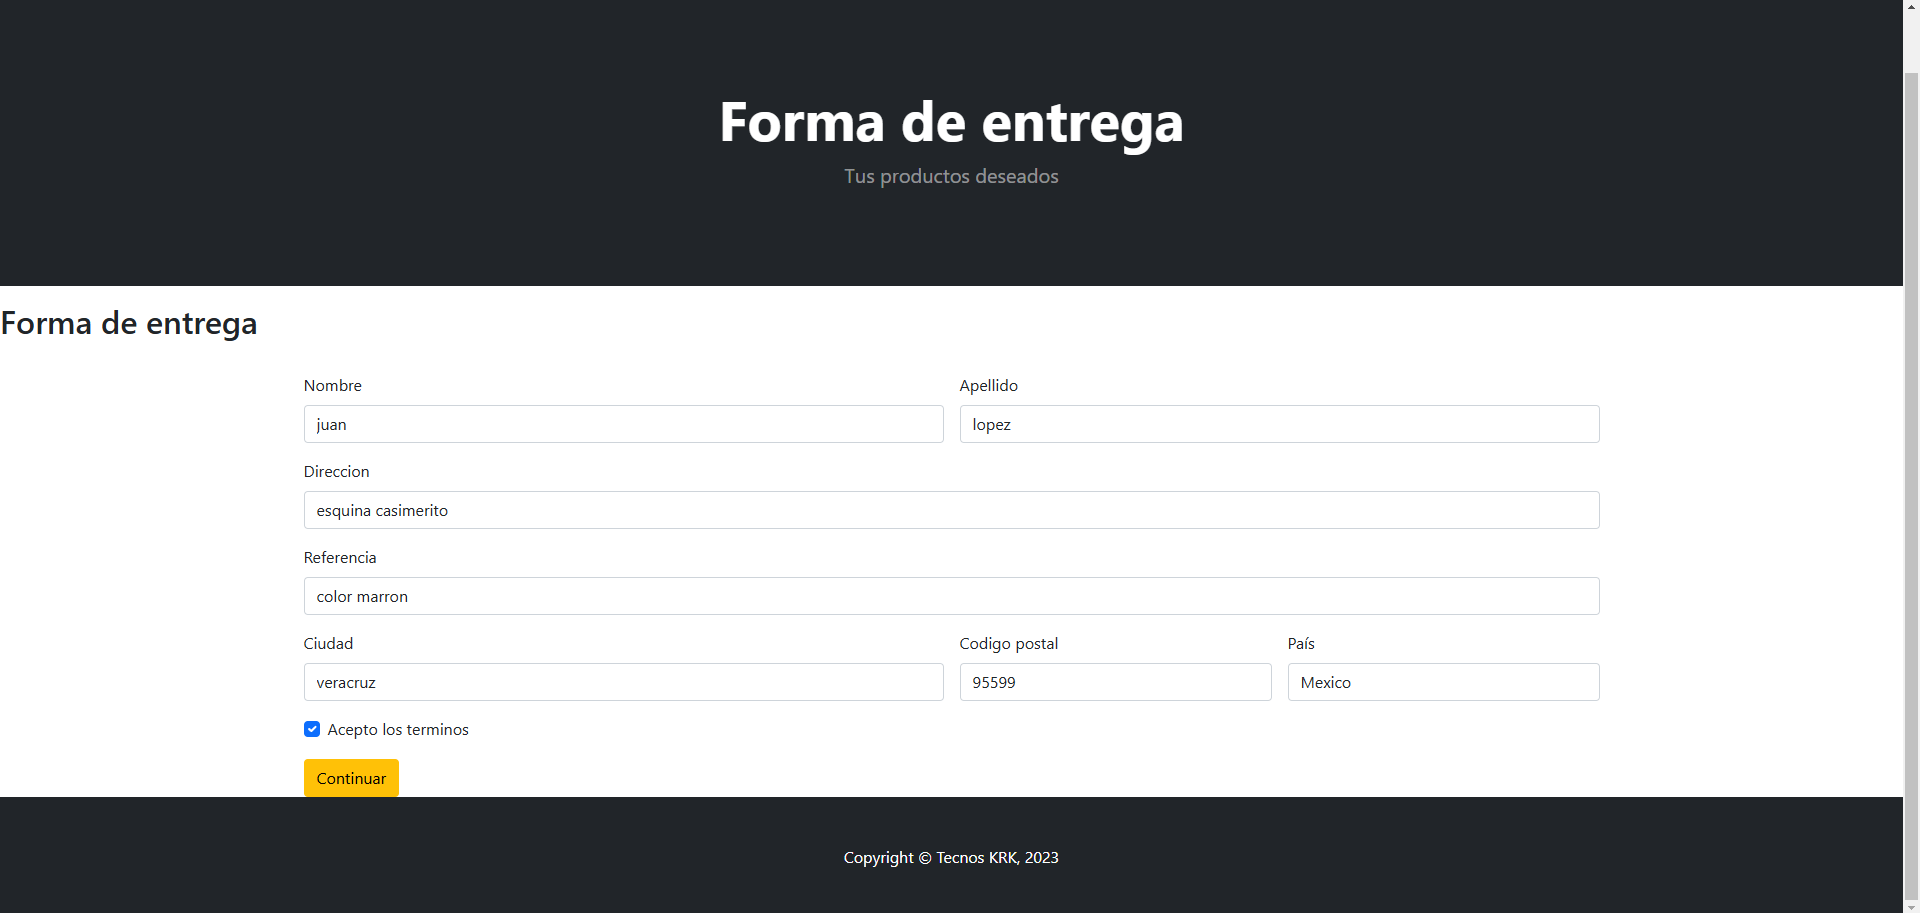 Forma de entrega
Tus productos deseados
Forma de entrega
Nombre
Apellido
juan
lopez
Direccion
esquina casimerito
Referencia
color marron
Ciudad
Codigo postal
País
veracruz
95599
Mexico
Acepto los terminos
Continuar
Copyright © Tecnos KRK, 2023